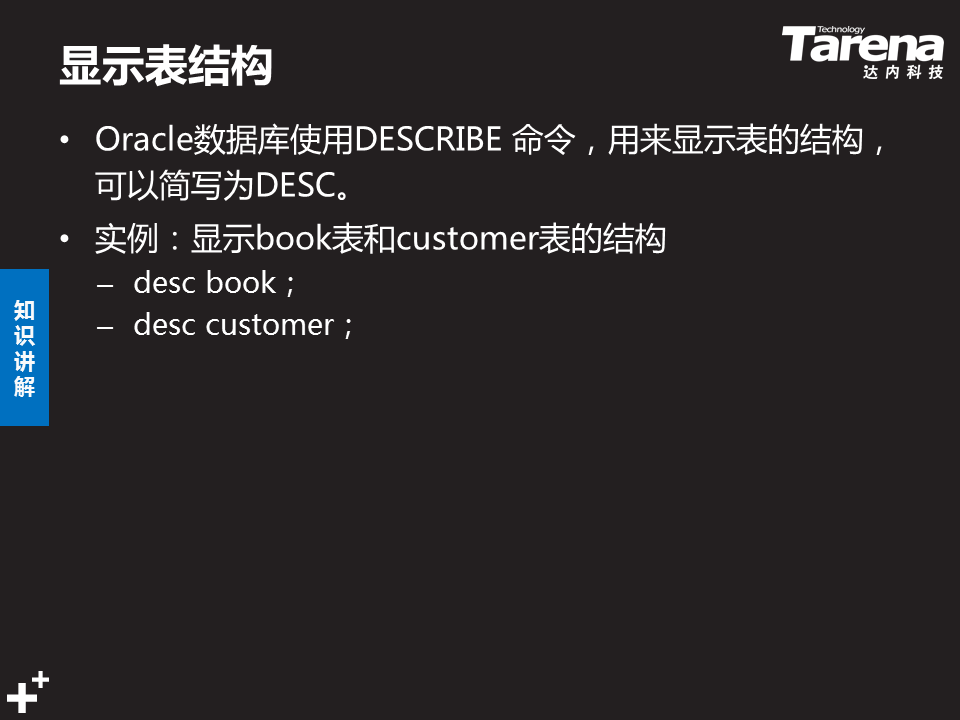 显示表结构
Technology
Tarena
达内科技
• Oracle数据库使用DESCRIBE 命令，用来显示表的结构，
可以简写为DESC。
• 实例：显示book表和customer表的结构
– desc book；
– desc customer；
知
识
讲
解